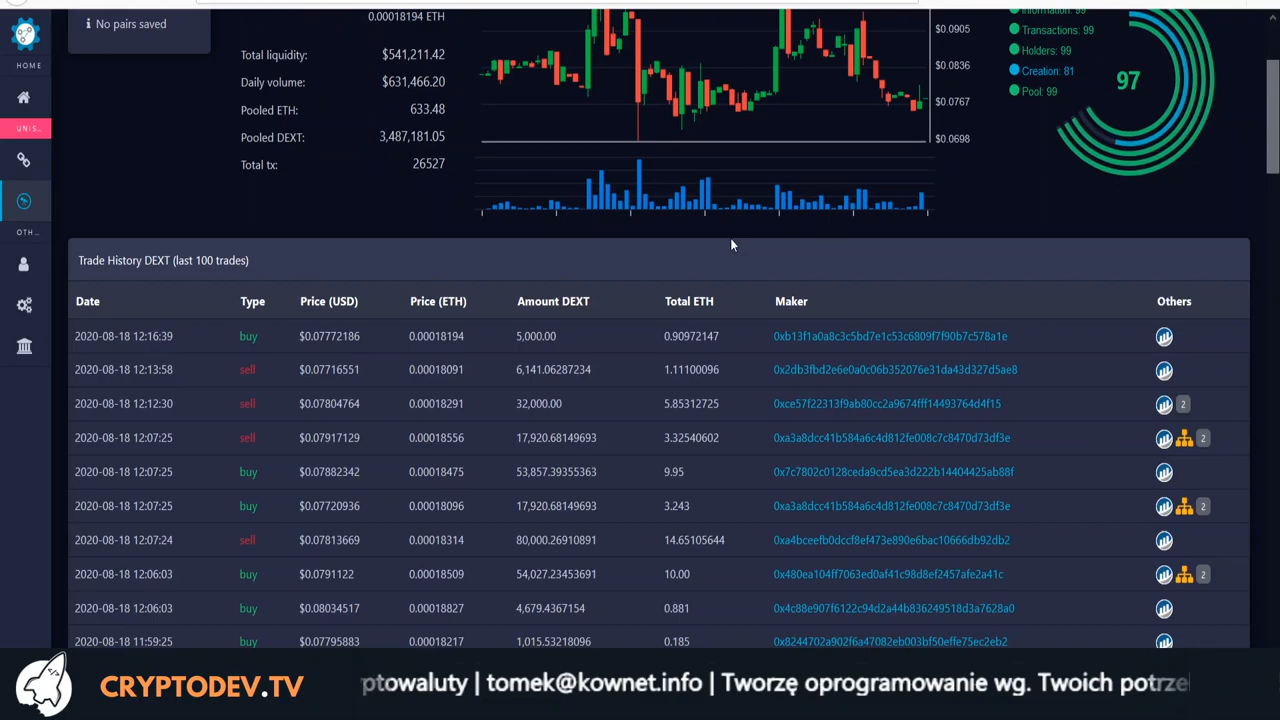 No pairs saved
0.00018194 ETH
Total liquidity: $541,211.42
Daily volume: $631,466.20
Pooled ETH: 633.48
Pooled DEXT: 3,487,181.05
Total tx: 26527
$0.0905
$0.0836
$0.0767
$0.0698
Information: 99
Transactions: 99
Holders: 99
Creation: 81
Pool: 99
97
HOME
UNIS...
OTH...
Trade History DEXT (last 100 trades)
Date Type Price (USD) Price (ETH) Amount DEXT Total ETH Maker Others
2020-08-18 12:16:39 buy $0.07772186 0.00018194 5,000.00 0.90972147 0xb13f1a0a8c3c5bd7e1c53c6809f7f90b7c578a1e
2020-08-18 12:13:58 sell $0.07716551 0.00018091 6,141.06287234 1.11100096 0x2db3fbd2e6e0a0c06b352076e31da43d327d5ae8
2020-08-18 12:12:30 sell $0.07804764 0.00018291 32,000.00 5.85312725 0xce57f22313f9ab80cc2a9674fff14493764d4f15 2
2020-08-18 12:07:25 sell $0.07917129 0.00018556 17,920.68149693 3.32540602 0xa3a8dcc41b584a6c4d812fe008c7c8470d73df3e 2
2020-08-18 12:07:25 buy $0.07882342 0.00018475 53,857.39355363 9.95 0x7c7802c0128ceda9cd5ea3d222b14404425ab88f
2020-08-18 12:07:25 buy $0.07720936 0.00018096 17,920.68149693 3.243 0xa3a8dcc41b584a6c4d812fe008c7c8470d73df3e 2
2020-08-18 12:07:24 sell $0.07813669 0.00018314 80,000.26910891 14.65105644 0xa4bceefb0dccf8ef473e890e6bac10666db92db2
2020-08-18 12:06:03 buy $0.0791122 0.00018509 54,027.23453691 10.00 0x480ea104ff7063ed0af41c98d8ef2457afe2a41c 2
2020-08-18 12:06:03 buy $0.08034517 0.00018827 4,679.4367154 0.881 0x4c88e907f6122c94d2a44b836249518d3a7628a0
2020-08-18 11:59:25 buy $0.07795883 0.00018217 1,015.53218096 0.185 0x8244702a902f6a47082eb003bf50effe75ec2eb2
CRYPTODEV.TV
ptowaluty | tomek@kownet.info | Tworzę oprogramowanie wg. Twoich potrze